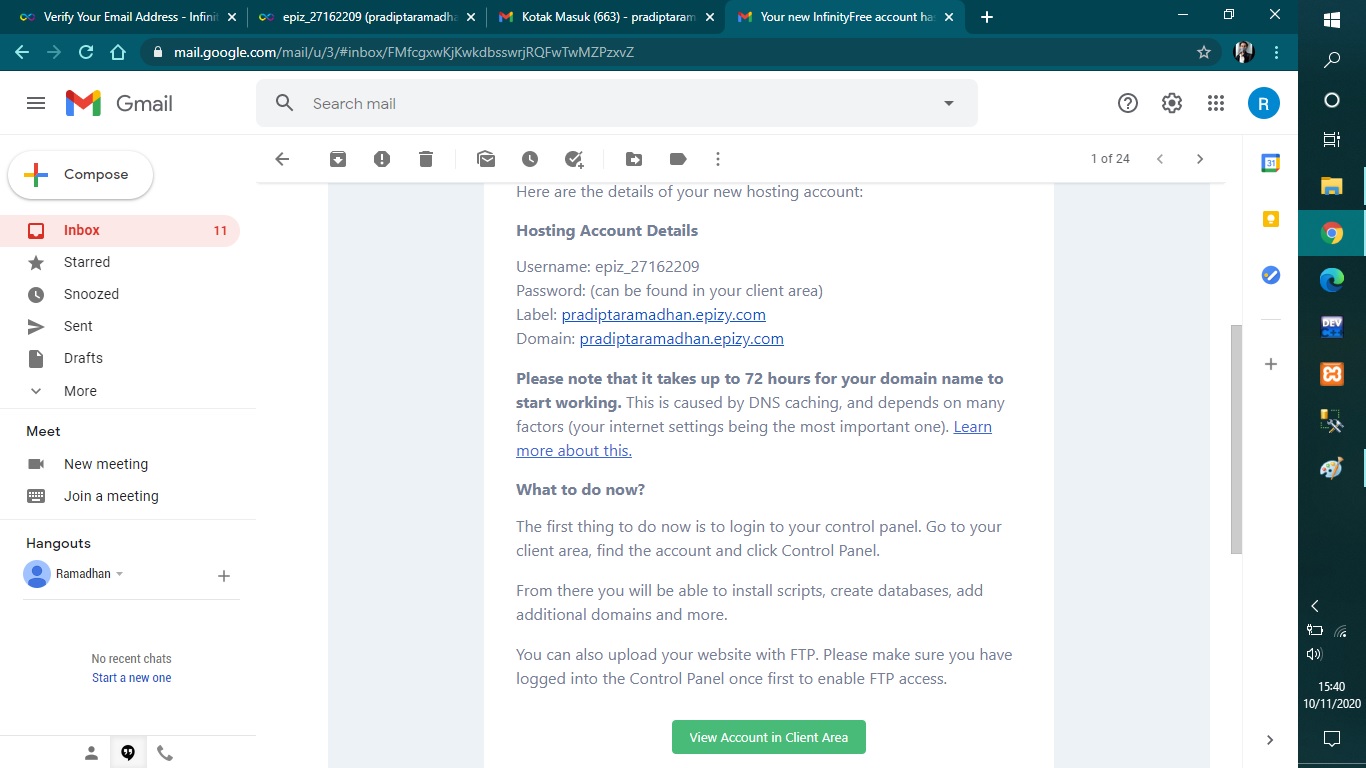 Verify Your Email Address - Infinit
epiz_27162209 (pradiptaramadha
Kotak Masuk (663) - pradiptaram
Your new InfinityFree account ha
mail.google.com/mail/u/3/#inbox/FMfcgxwKjKwkdbsswrjRQFwTwMZPzxvZ
Gmail
Search mail
R
Compose
1 of 24
Inbox 11
Starred
Snoozed
Sent
Drafts
More
Meet
New meeting
Join a meeting
Hangouts
Ramadhan
No recent chats
Start a new one
Here are the details of your new hosting account:
Hosting Account Details
Username: epiz_27162209
Password: (can be found in your client area)
Label: pradiptaramadhan.epizy.com
Domain: pradiptaramadhan.epizy.com
Please note that it takes up to 72 hours for your domain name to
start working. This is caused by DNS caching, and depends on many
factors (your internet settings being the most important one). Learn
more about this.
What to do now?
The first thing to do now is to login to your control panel. Go to your
client area, find the account and click Control Panel.
From there you will be able to install scripts, create databases, add
additional domains and more.
You can also upload your website with FTP. Please make sure you have
logged into the Control Panel once first to enable FTP access.
View Account in Client Area
31
DEV
15:40
10/11/2020